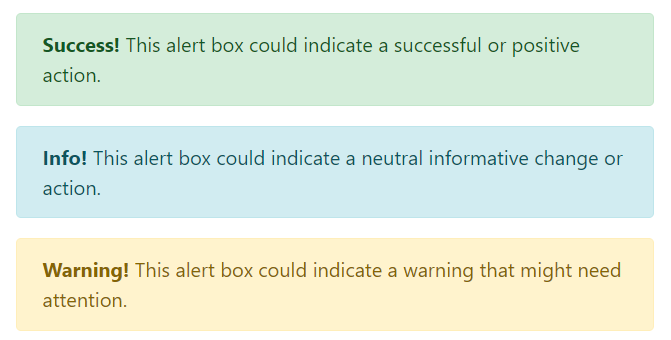 Success! This alert box could indicate a successful or positive
action.
Info! This alert box could indicate a neutral informative change or
action.
Warning! This alert box could indicate a warning that might need
attention.